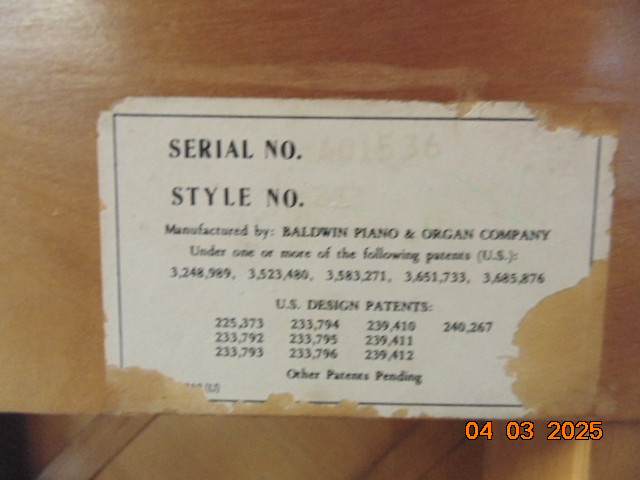 SERIAL NO. 401536
STYLE NO.
Manufactured by: BALDWIN PIANO & ORGAN COMPANY
Under one or more of the following patents (U.S.):
3,248,989, 3,523,480, 3,583,271, 3,651,733, 3,685,876
U.S. DESIGN PATENTS:
225,373 233,794 239,410 240,267
233,792 233,795 239,411
233,793 233,796 239,412
Other Patents Pending
04 03 2025